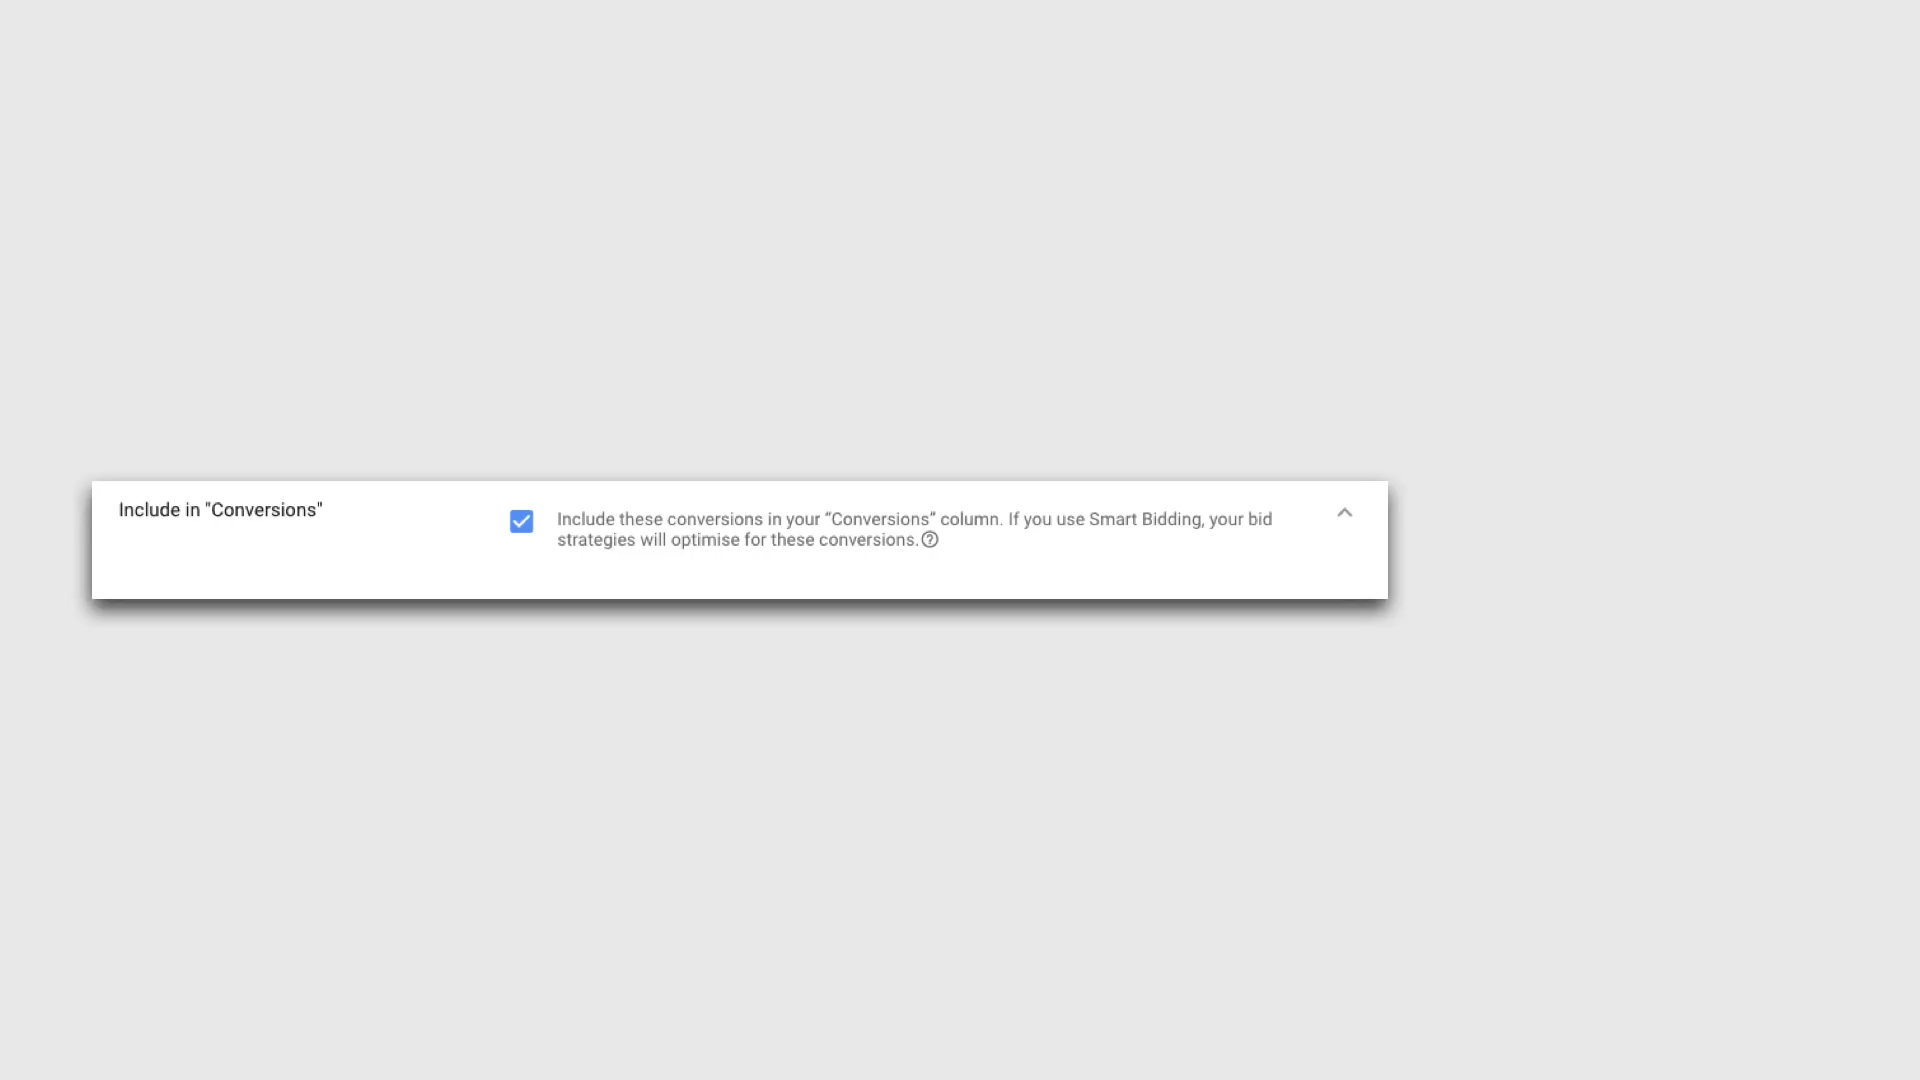 Include in "Conversions"
Include these conversions in your “Conversions” column. If you use Smart Bidding, your bid
strategies will optimise for these conversions.